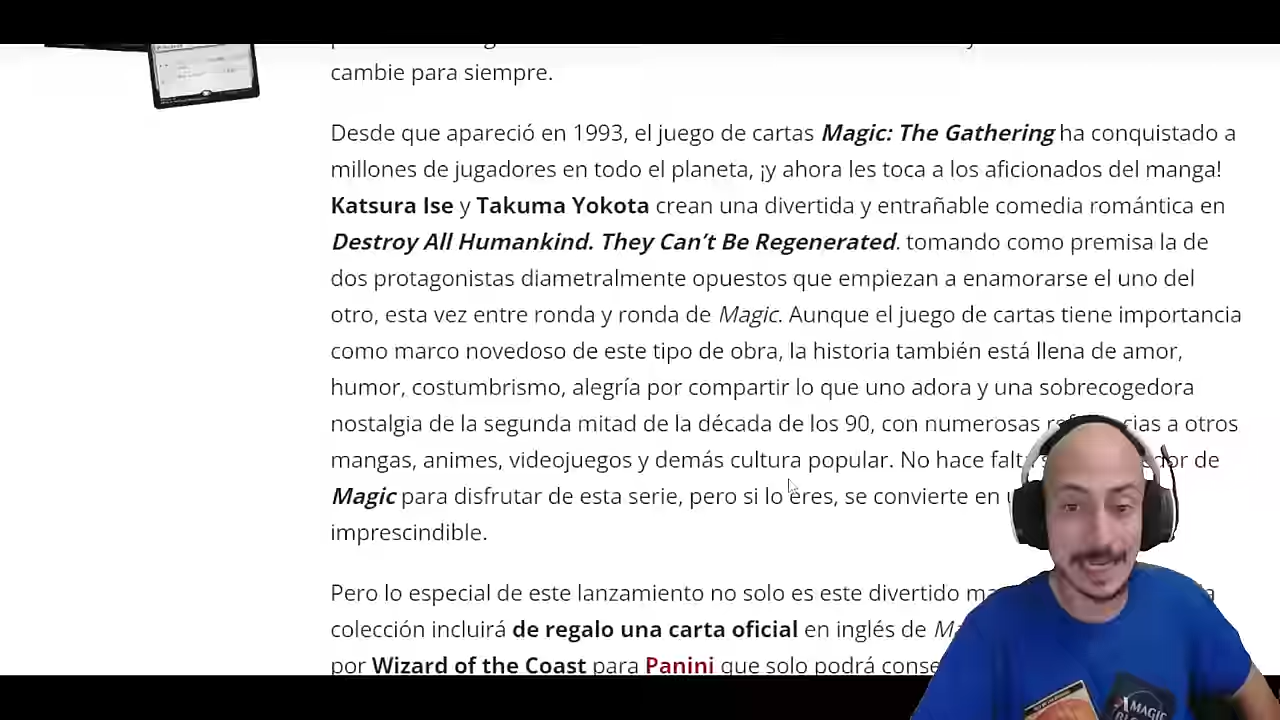 cambie para siempre.
Desde que apareció en 1993, el juego de cartas Magic: The Gathering ha conquistado a
millones de jugadores en todo el planeta, ¡y ahora les toca a los aficionados del manga!
Katsura Ise y Takuma Yokota crean una divertida y entrañable comedia romántica en
Destroy All Humankind. They Can't Be Regenerated. tomando como premisa la de
dos protagonistas diametralmente opuestos que empiezan a enamorarse el uno del
otro, esta vez entre ronda y ronda de Magic. Aunque el juego de cartas tiene importancia
como marco novedoso de este tipo de obra, la historia también está llena de amor,
humor, costumbrismo, alegría por compartir lo que uno adora y una sobrecogedora
nostalgia de la segunda mitad de la década de los 90, con numerosas a otros
mangas, animes, videojuegos y demás cultura popular. No hace falta de
Magic para disfrutar de esta serie, pero si lo eres, se convierte en
imprescindible.
Pero lo especial de este lanzamiento no solo es este divertido
colección incluirá de regalo una carta oficial en inglés de
por Wizard of the Coast para Panini que solo podrá
MAGIC